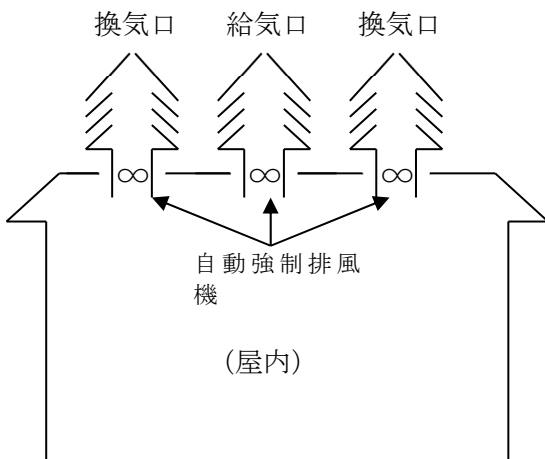 換気口 給気口 換気口
∞ ∞ ∞
自動強制排風
機
(屋内)